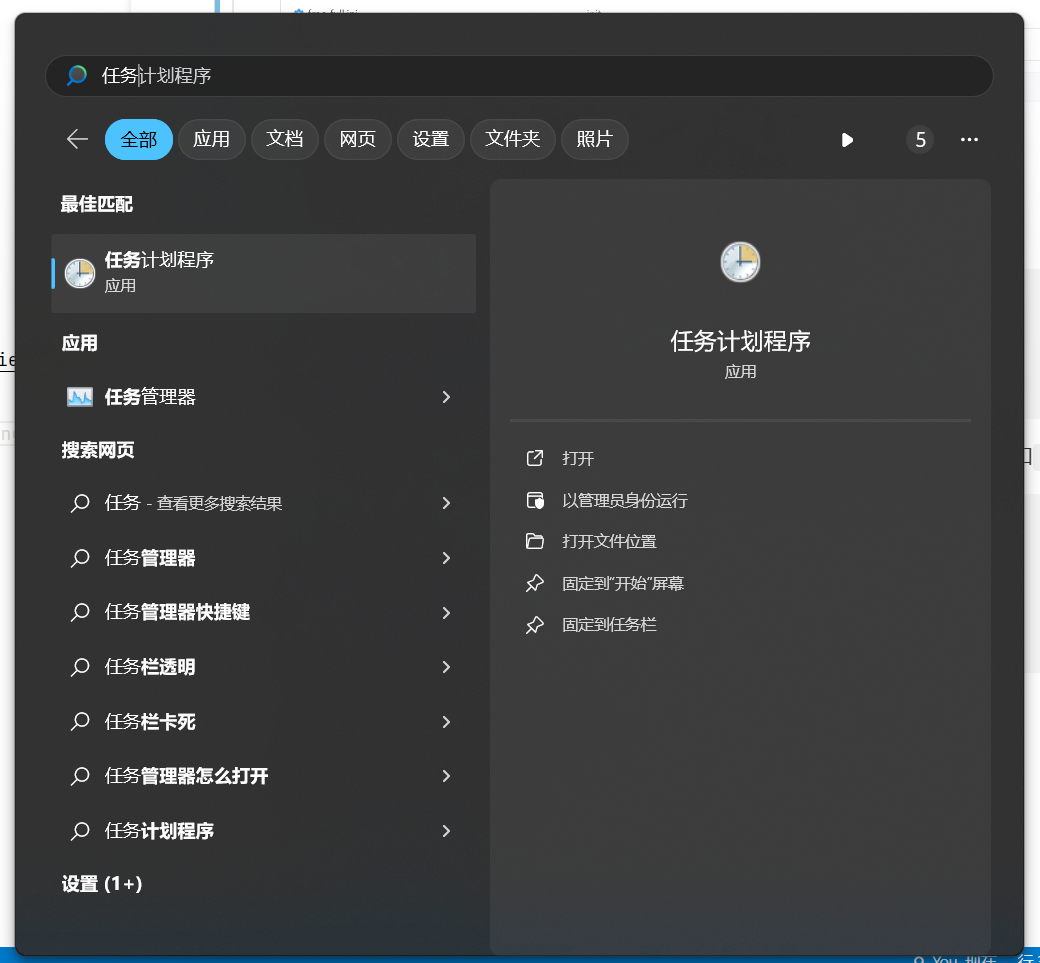 任务计划程序
全部 应用 文档 网页 设置 文件夹 照片 5
最佳匹配
任务计划程序
应用
应用
任务管理器
搜索网页
任务 - 查看更多搜索结果
任务管理器
任务管理器快捷键
任务栏透明
任务栏卡死
任务管理器怎么打开
任务计划程序
设置 (1+)
任务计划程序
应用
打开
以管理员身份运行
打开文件位置
固定到“开始”屏幕
固定到任务栏